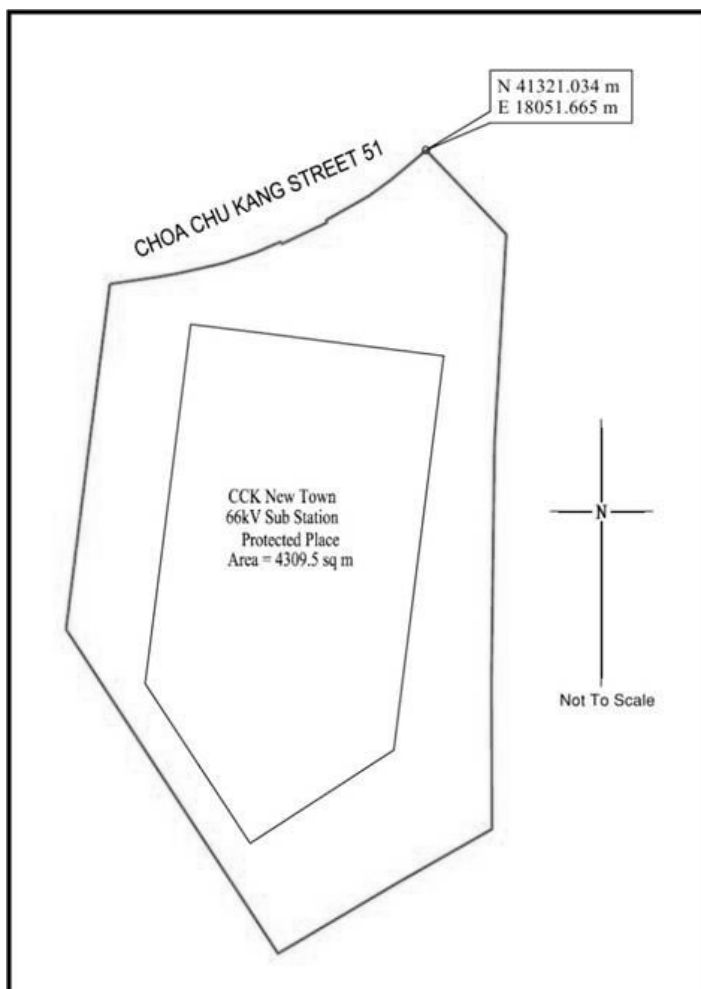 N 41321.034 m
E 18051.665 m
CHOA CHU KANG STREET 51
CCK New Town
66kV Sub Station
Protected Place
Area = 4309.5 sq m
N
Not To Scale